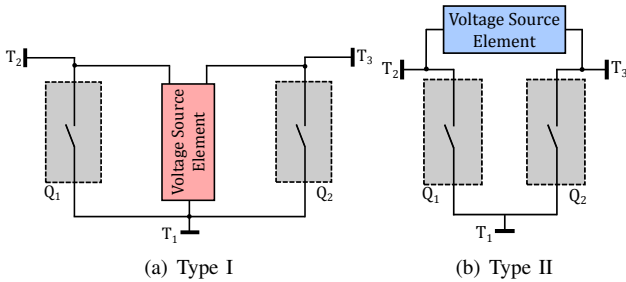 T₂
T₃
Voltage Source
Element
Q₁
Q₂
T₁
(a) Type I
Voltage Source
Element
T₂
T₃
Q₁
Q₂
T₁
(b) Type II